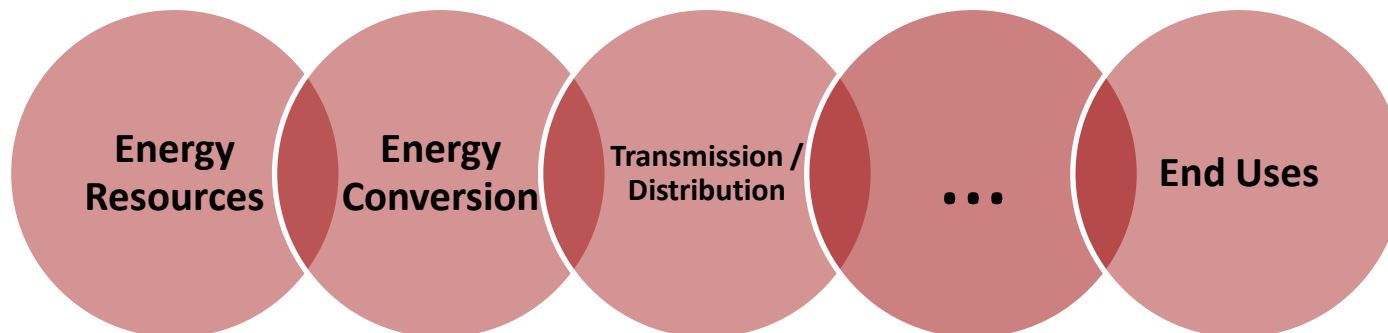 Energy
Resources
Energy
Conversion
Transmission /
Distribution
...
End Uses